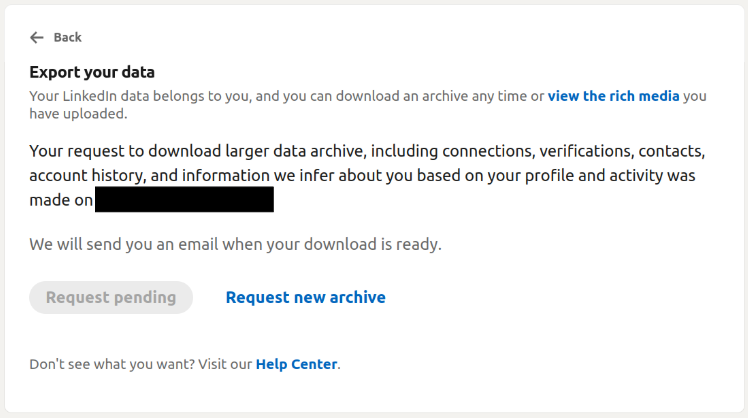 Back
Export your data
Your LinkedIn data belongs to you, and you can download an archive any time or view the rich media you
have uploaded.
Your request to download larger data archive, including connections, verifications, contacts,
account history, and information we infer about you based on your profile and activity was
made on
We will send you an email when your download is ready.
Request pending Request new archive
Don't see what you want? Visit our Help Center.